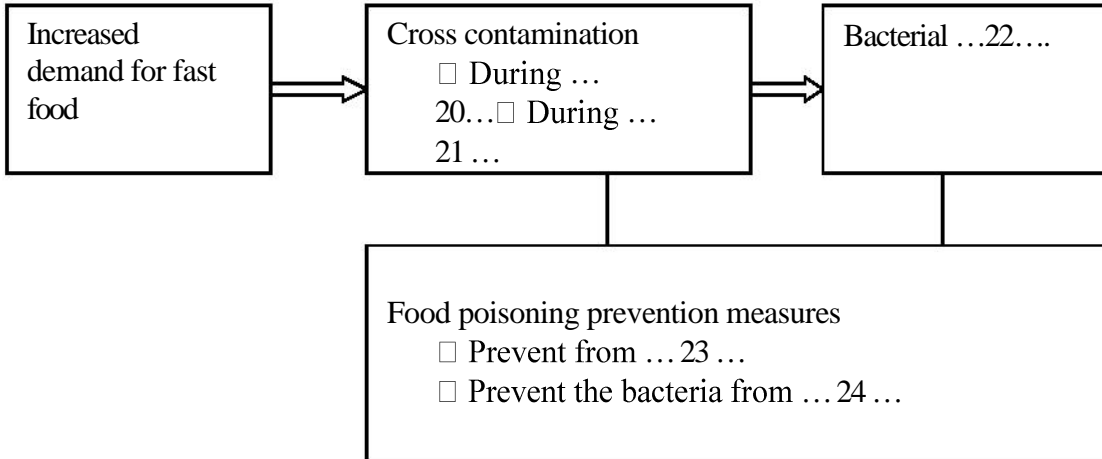 Increased
demand for fast
food
Cross contamination
□ During …
20…□ During …
21 …
Bacterial …22….
Food poisoning prevention measures
□ Prevent from … 23 …
□ Prevent the bacteria from … 24 …